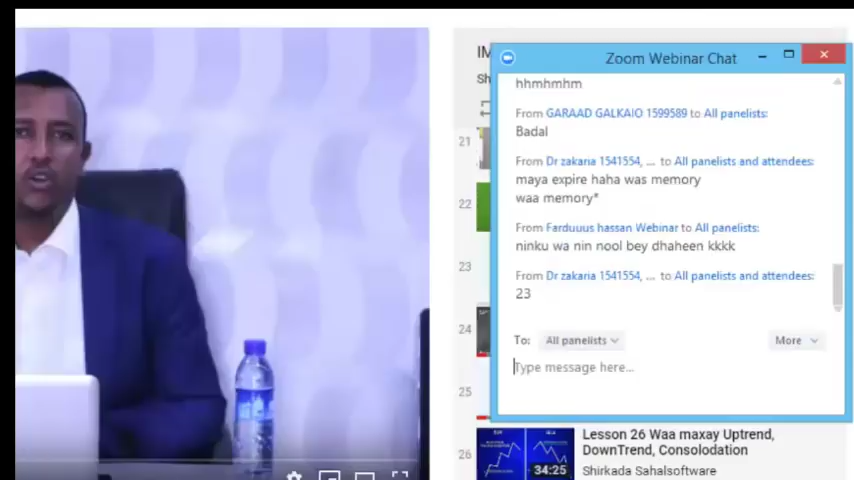 IM
Sh
Zoom Webinar Chat
hhmhmhm
From GARAAD GALKAIO 1599589 to All panelists:
Badal
From Dr zakaria 1541554, ... to All panelists and attendees:
maya expire haha was memory
waa memory*
From Farduuus hassan Webinar to All panelists:
ninku wa nin nool bey dhaheen kkkk
From Dr zakaria 1541554, ... to All panelists and attendees:
23
To: All panelists More
Type message here...
21
22
23
24
25
26
34:25
Lesson 26 Waa maxay Uptrend,
DownTrend, Consolodation
Shirkada Sahalsoftware